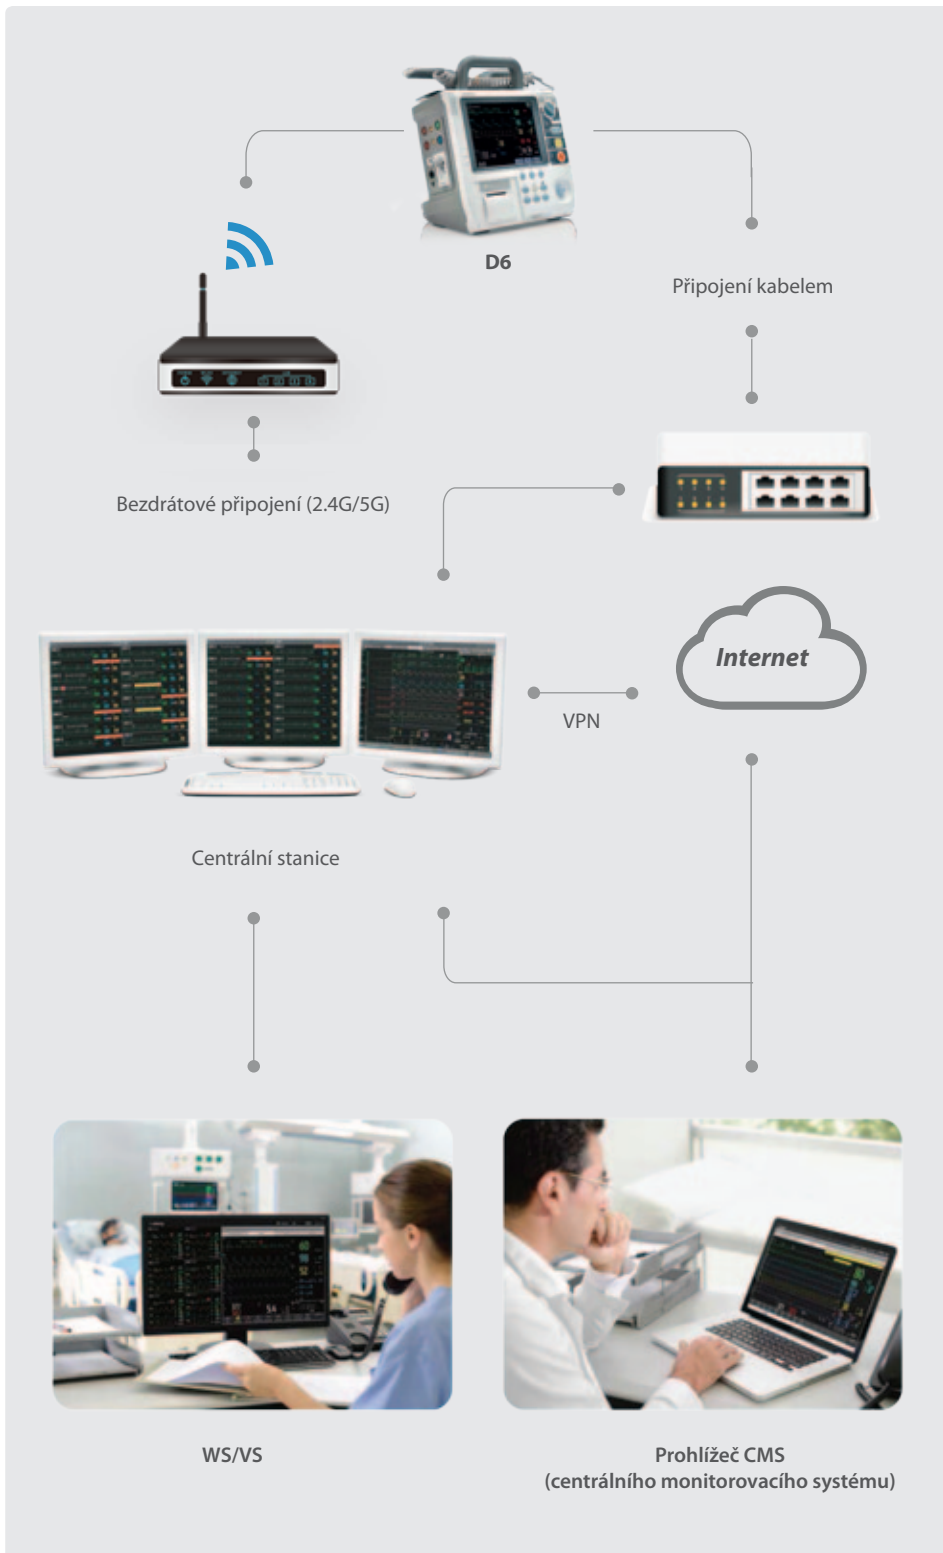 D6
Připojení kabelem
Bezdrátové připojení (2.4G/5G)
Internet
VPN
Centrální stanice
WS/VS
Prohlížeč CMS
(centrálního monitorovacího systému)